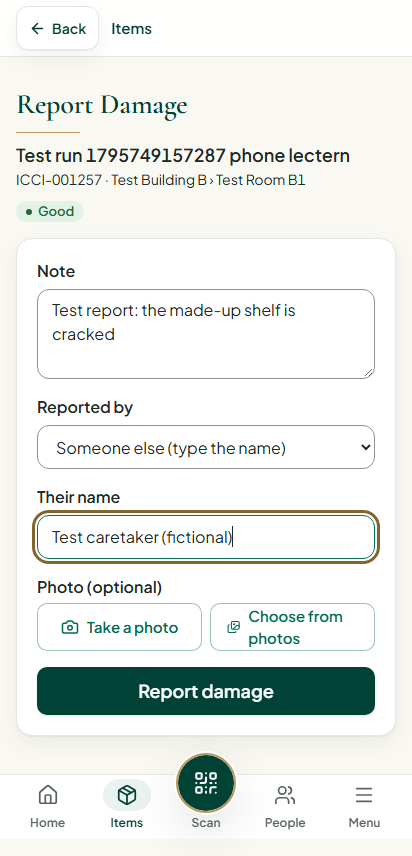 Back Items
Report Damage
Test run 1795749157287 phone lectern
ICCI-001257 · Test Building B › Test Room B1
Good
Note
Test report: the made-up shelf is
cracked
Reported by
Someone else (type the name)
Their name
Test caretaker (fictional)
Photo (optional)
Take a photo
Choose from
photos
Report damage
Home Items Scan People Menu